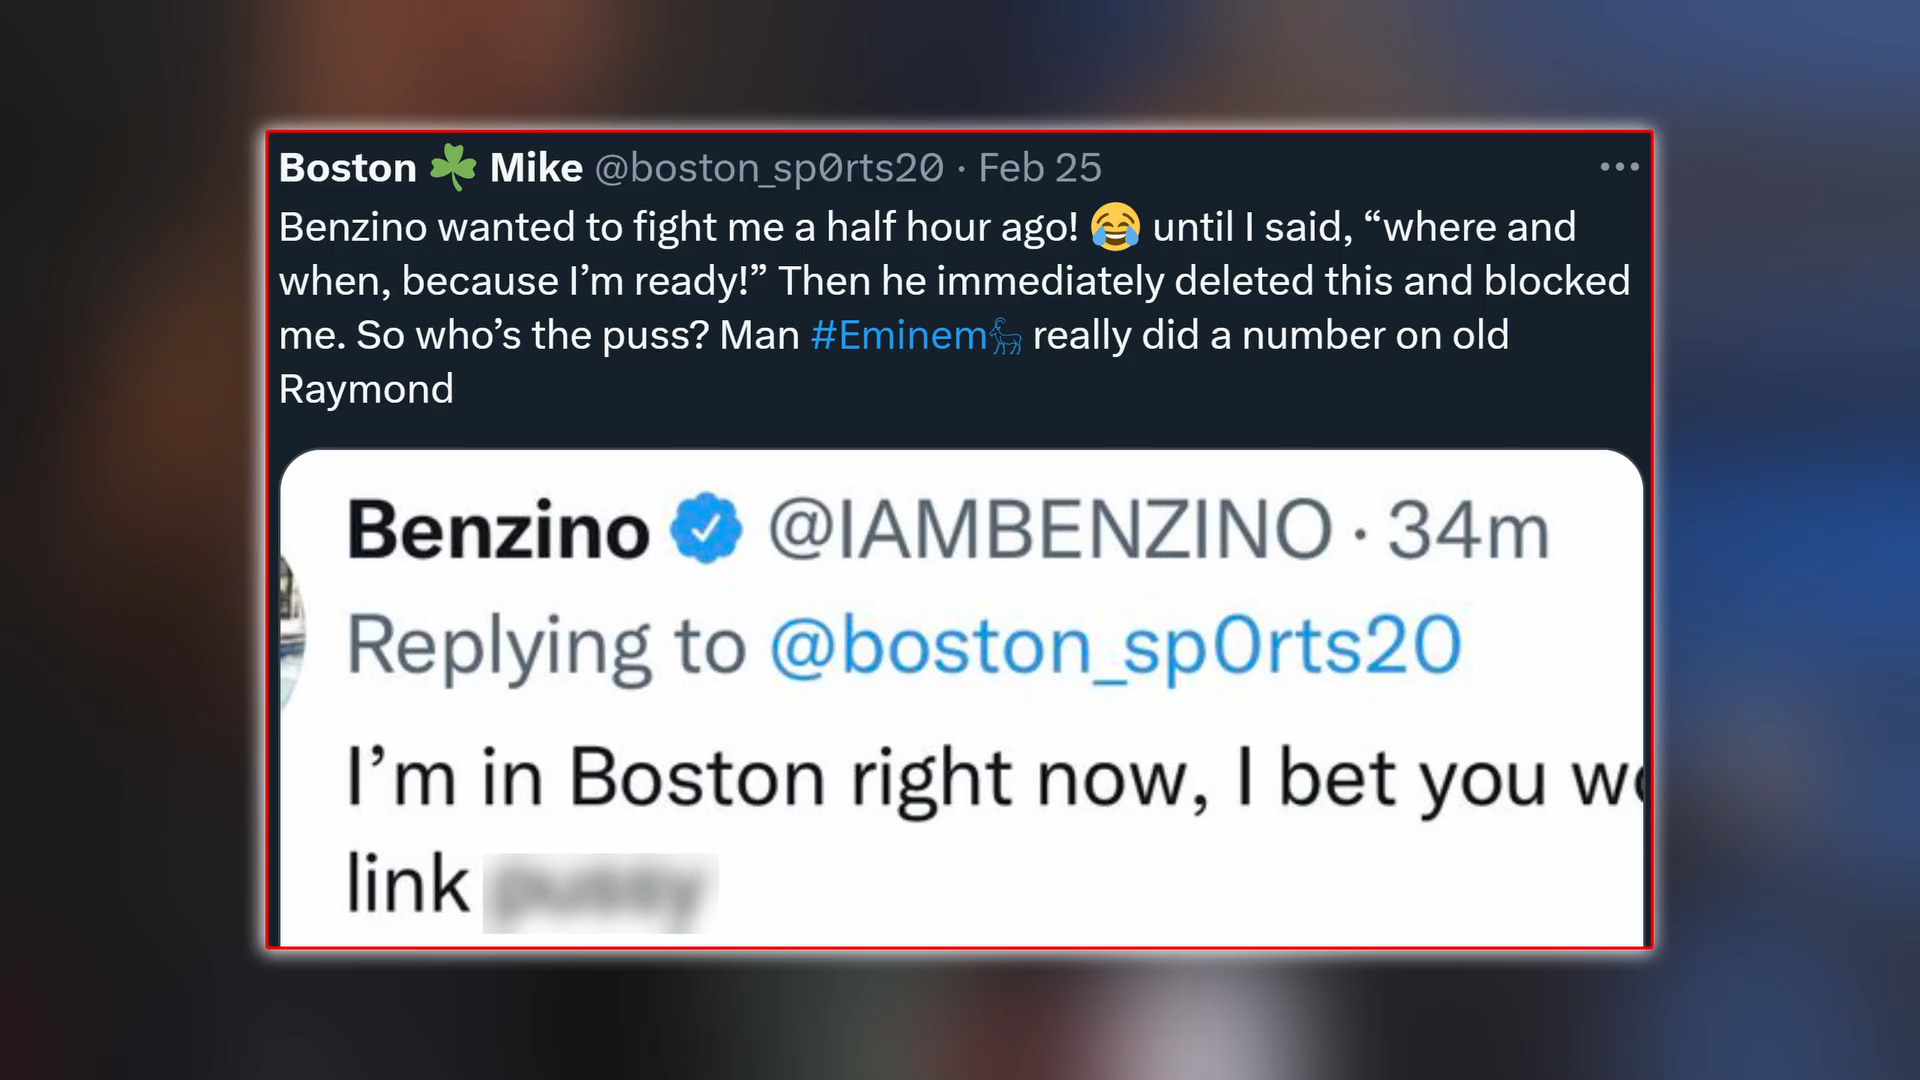 Boston ☘️ Mike @boston_sp0rts20 · Feb 25
Benzino wanted to fight me a half hour ago! 😂 until I said, “where and
when, because I’m ready!” Then he immediately deleted this and blocked
me. So who’s the puss? Man #Eminem🐐 really did a number on old
Raymond
Benzino @IAMBENZINO · 34m
Replying to @boston_sp0rts20
I’m in Boston right now, I bet you
link